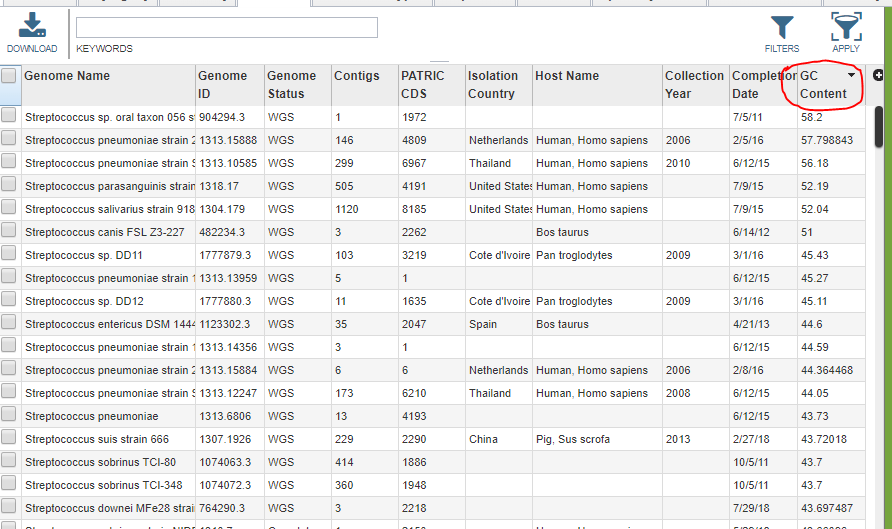 DOWNLOAD
KEYWORDS
FILTERS
APPLY
Genome Name Genome ID Genome Status Contigs PATRIC CDS Isolation Country Host Name Collection Year Completion Date GC Content
Streptococcus sp. oral taxon 056 st 904294.3 WGS 1 1972 7/5/11 58.2
Streptococcus pneumoniae strain 2 1313.15888 WGS 146 4809 Netherlands Human, Homo sapiens 2006 2/5/16 57.798843
Streptococcus pneumoniae strain S 1313.10585 WGS 299 6967 Thailand Human, Homo sapiens 2010 6/12/15 56.18
Streptococcus parasanguinis strain 1318.17 WGS 505 4191 United States Human, Homo sapiens 7/9/15 52.19
Streptococcus salivarius strain 918 1304.179 WGS 1120 8185 United States Human, Homo sapiens 7/9/15 52.04
Streptococcus canis FSL Z3-227 482234.3 WGS 3 2262 Bos taurus 6/14/12 51
Streptococcus sp. DD11 1777879.3 WGS 103 3219 Cote d'Ivoire Pan troglodytes 2009 3/1/16 45.43
Streptococcus pneumoniae strain 1 1313.13959 WGS 5 1 6/12/15 45.27
Streptococcus sp. DD12 1777880.3 WGS 11 1635 Cote d'Ivoire Pan troglodytes 2009 3/1/16 45.11
Streptococcus entericus DSM 1444 1123302.3 WGS 35 2047 Spain Bos taurus 4/21/13 44.6
Streptococcus pneumoniae strain 1 1313.14356 WGS 3 1 6/12/15 44.59
Streptococcus pneumoniae strain 2 1313.15884 WGS 6 6 Netherlands Human, Homo sapiens 2006 2/8/16 44.364468
Streptococcus pneumoniae strain S 1313.12247 WGS 173 6210 Thailand Human, Homo sapiens 2008 6/12/15 44.05
Streptococcus pneumoniae 1313.6806 WGS 13 4193 6/12/15 43.73
Streptococcus suis strain 666 1307.1926 WGS 229 2290 China Pig, Sus scrofa 2013 2/27/18 43.72018
Streptococcus sobrinus TCI-80 1074063.3 WGS 414 1886 10/5/11 43.7
Streptococcus sobrinus TCI-348 1074072.3 WGS 360 1948 10/5/11 43.7
Streptococcus downei MFe28 strain 764290.3 WGS 3 2218 7/29/18 43.697487